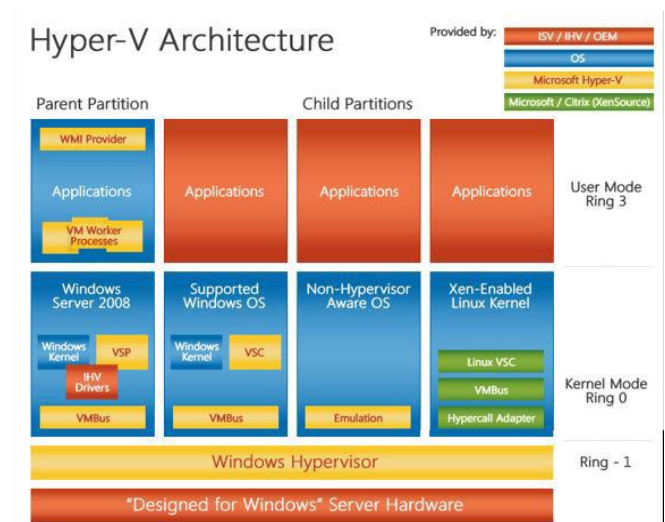 Hyper-V Architecture
Provided by:
ISV / IHV / OEM
OS
Microsoft Hyper-V
Microsoft / Citrix (XenSource)
Parent Partition
Child Partitions
WMI Provider
Applications
VM Worker
Processes
Applications
Applications
Applications
User Mode
Ring 3
Windows
Server 2008
Windows
Kernel
VSP
IHV
Drivers
VMBus
Supported
Windows OS
Windows
Kernel
VSC
VMBus
Non-Hypervisor
Aware OS
Emulation
Xen-Enabled
Linux Kernel
Linux VSC
VMBus
Hypercall Adapter
Kernel Mode
Ring 0
Windows Hypervisor
Ring - 1
"Designed for Windows" Server Hardware